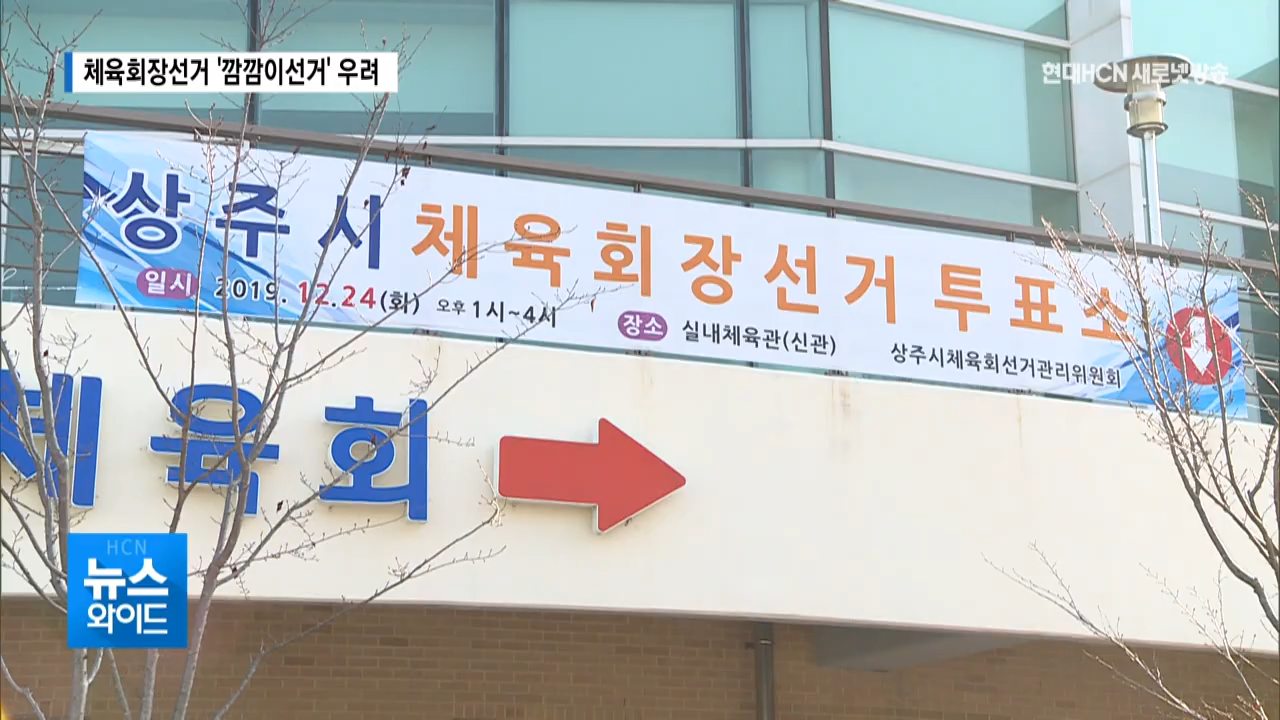 체육회장선거 '깜깜이선거' 우려
현대HCN 새로넷방송
상주시체육회장선거 투표소
일시 2019. 12.24(화) 오후 1시~4시 장소 실내체육관(신관) 상주시체육회선거관리위원회
체육회
HCN
뉴스
와이드